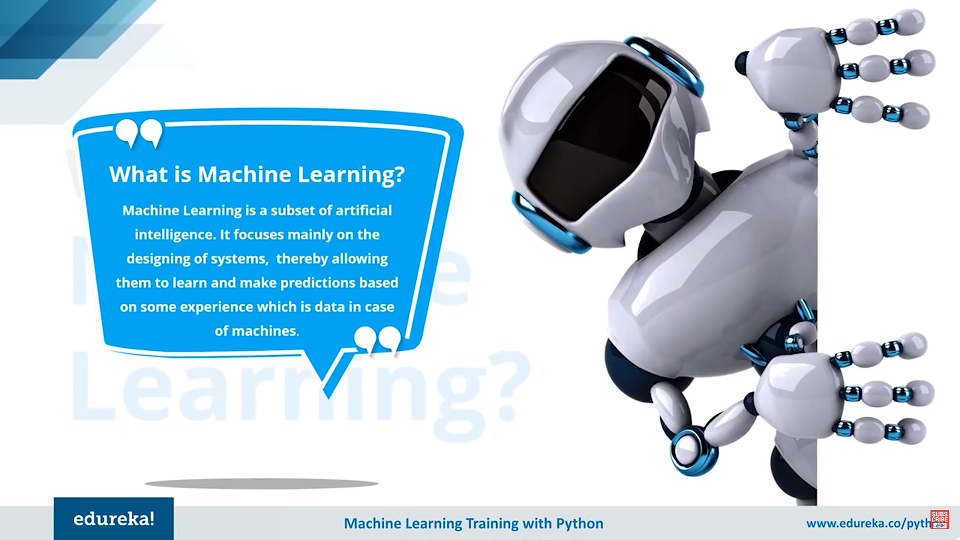 What is Machine Learning?
Machine Learning is a subset of artificial
intelligence. It focuses mainly on the
designing of systems, thereby allowing
them to learn and make predictions based
on some experience which is data in case
of machines.
Learning?
edureka!
Machine Learning Training with Python
www.edureka.co/pyth
SUBS
CRIBE